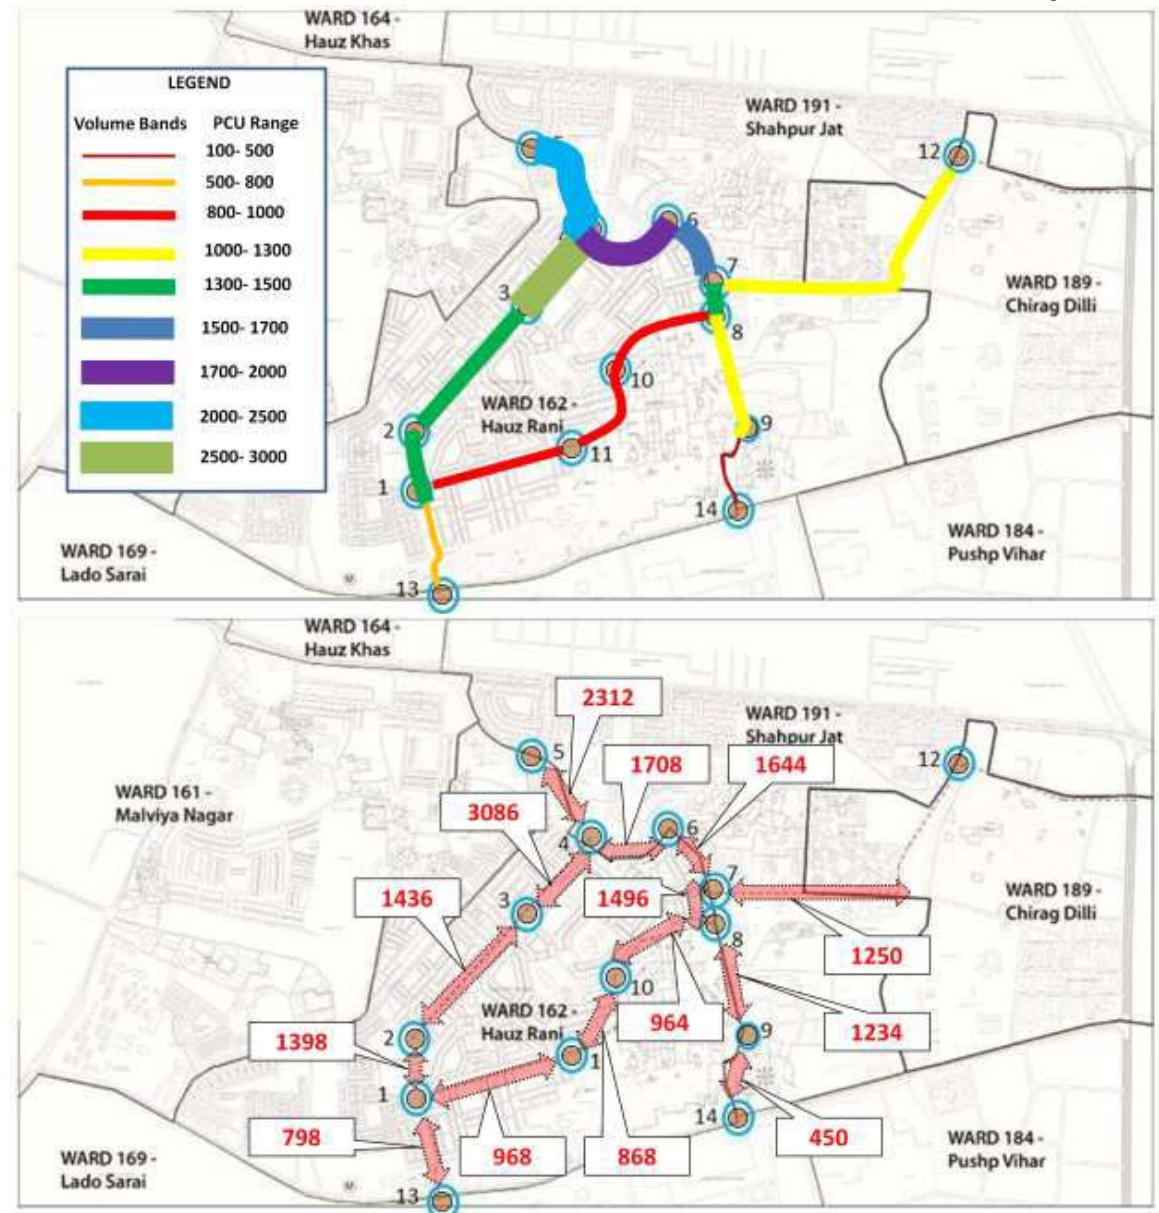 WARD 164 -
Hauz Khas
LEGEND
Volume Bands PCU Range
100- 500
500- 800
800- 1000
1000- 1300
1300- 1500
1500- 1700
1700- 2000
2000- 2500
2500- 3000
WARD 191 -
Shahpur Jat
12
6
3
7
8
WARD 189 -
Chirag Dilli
10
WARD 162 -
Hauz Rani
2
9
11
1
14
WARD 184 -
Pushp Vihar
WARD 169 -
Lado Sarai
13
WARD 164 -
Hauz Khas
2312
WARD 191 -
Shahpur Jat
5
1708
1644
12
WARD 161 -
Malviya Nagar
3086
6
4
7
1436
3
1496
WARD 189 -
Chirag Dilli
8
1250
10
WARD 162 -
Hauz Rani
964
2
9
1234
1398
1
1
14
798
968
868
450
WARD 184 -
Pushp Vihar
WARD 169 -
Lado Sarai
13